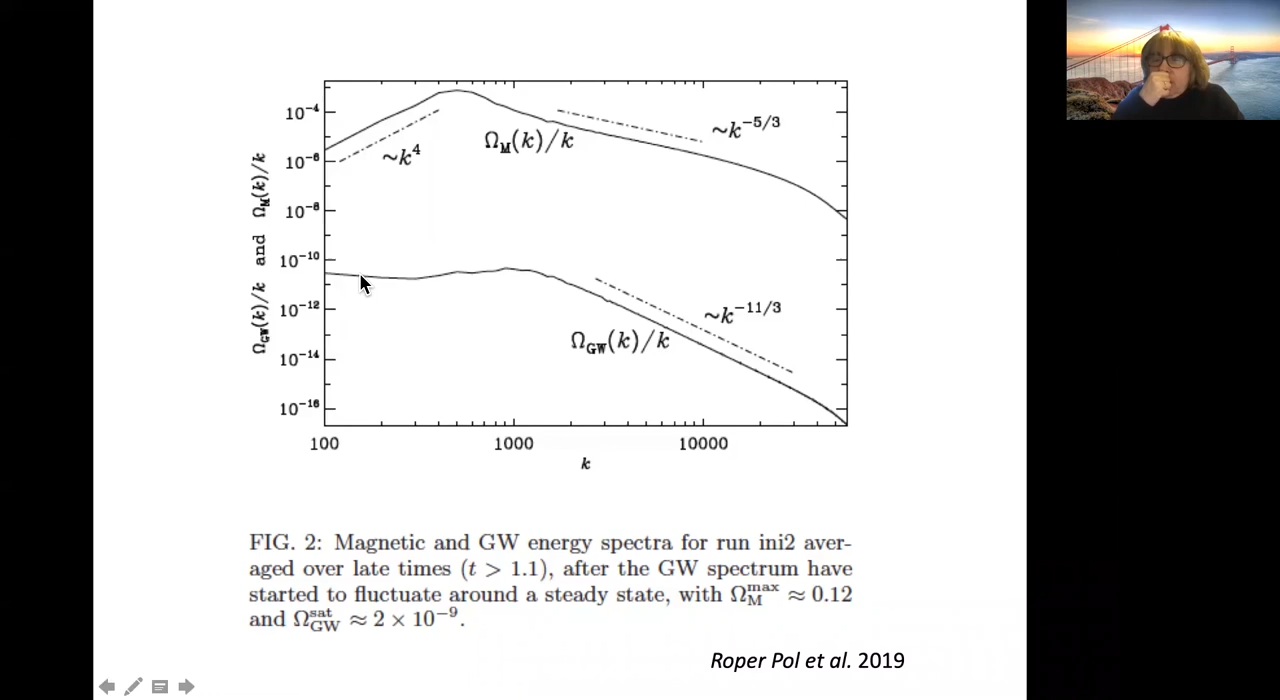 10⁻⁴
10⁻⁶
10⁻⁸
10⁻¹⁰
10⁻¹²
10⁻¹⁴
10⁻¹⁶
Ω_GW(k)/k and Ω_M(k)/k
~k⁴
Ω_M(k)/k
~k^−5/3
~k^−11/3
Ω_GW(k)/k
100 1000 10000
k
FIG. 2: Magnetic and GW energy spectra for run ini2 aver-
aged over late times (t > 1.1), after the GW spectrum have
started to fluctuate around a steady state, with Ω_M^max ≈ 0.12
and Ω_GW^sat ≈ 2 × 10⁻⁹.
Roper Pol et al. 2019